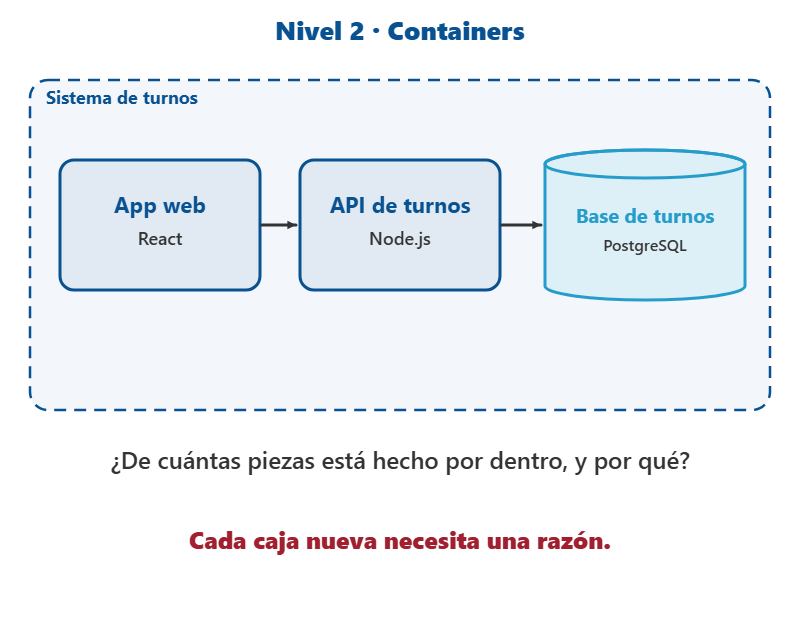 Nivel 2 · Containers
Sistema de turnos
App web
React
API de turnos
Node.js
Base de turnos
PostgreSQL
¿De cuántas piezas está hecho por dentro, y por qué?
Cada caja nueva necesita una razón.